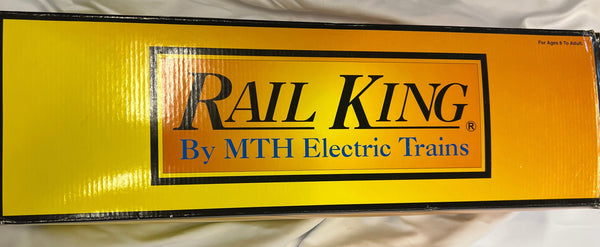 For Ages 8 To Adult
RAIL KING®
By MTH Electric Trains